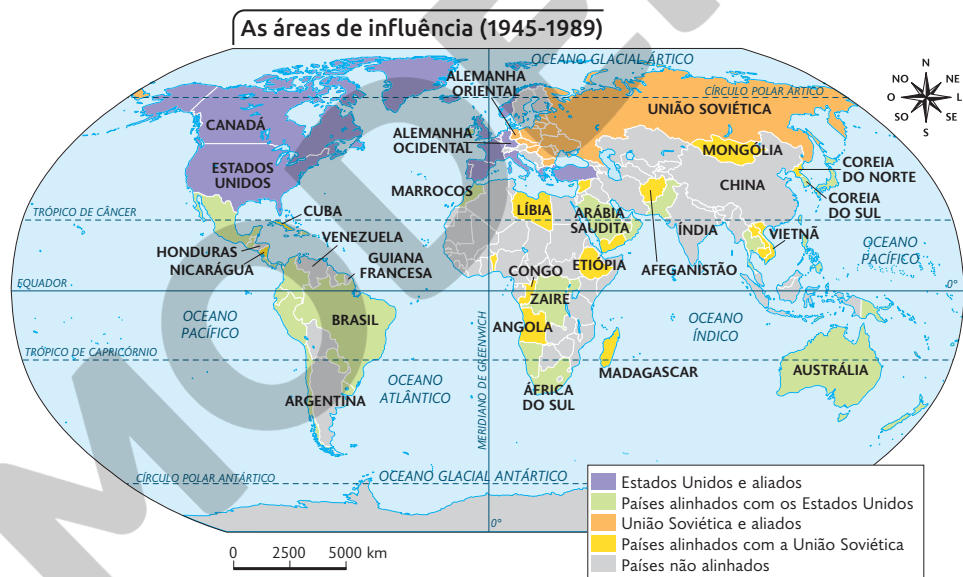 As áreas de influência (1945-1989)
OCEANO GLACIAL ÁRTICO
ALEMANHA
ORIENTAL
CÍRCULO POLAR ÁRTICO
UNIÃO SOVIÉTICA
N
NO
NE
O
L
SO
SE
S
CANADÁ
ALEMANHA
OCIDENTAL
ESTADOS
UNIDOS
MONGÓLIA
COREIA
DO NORTE
CHINA
MARROCOS
COREIA
DO SUL
TRÓPICO DE CÂNCER
CUBA
LÍBIA
ARÁBIA
SAUDITA
ÍNDIA
VIETNÃ
HONDURAS
NICARÁGUA
VENEZUELA
GUIANA
FRANCESA
CONGO
ETIÓPIA
AFEGANISTÃO
OCEANO
PACÍFICO
EQUADOR
0°
ZAIRE
OCEANO
PACÍFICO
BRASIL
ANGOLA
OCEANO
ÍNDICO
TRÓPICO DE CAPRICÓRNIO
MERIDIANO DE GREENWICH
MADAGASCAR
AUSTRÁLIA
OCEANO
ATLÂNTICO
ARGENTINA
ÁFRICA
DO SUL
CÍRCULO POLAR ANTÁRTICO
OCEANO GLACIAL ANTÁRTICO
0°
Estados Unidos e aliados
Países alinhados com os Estados Unidos
União Soviética e aliados
Países alinhados com a União Soviética
Países não alinhados
0 2500 5000 km